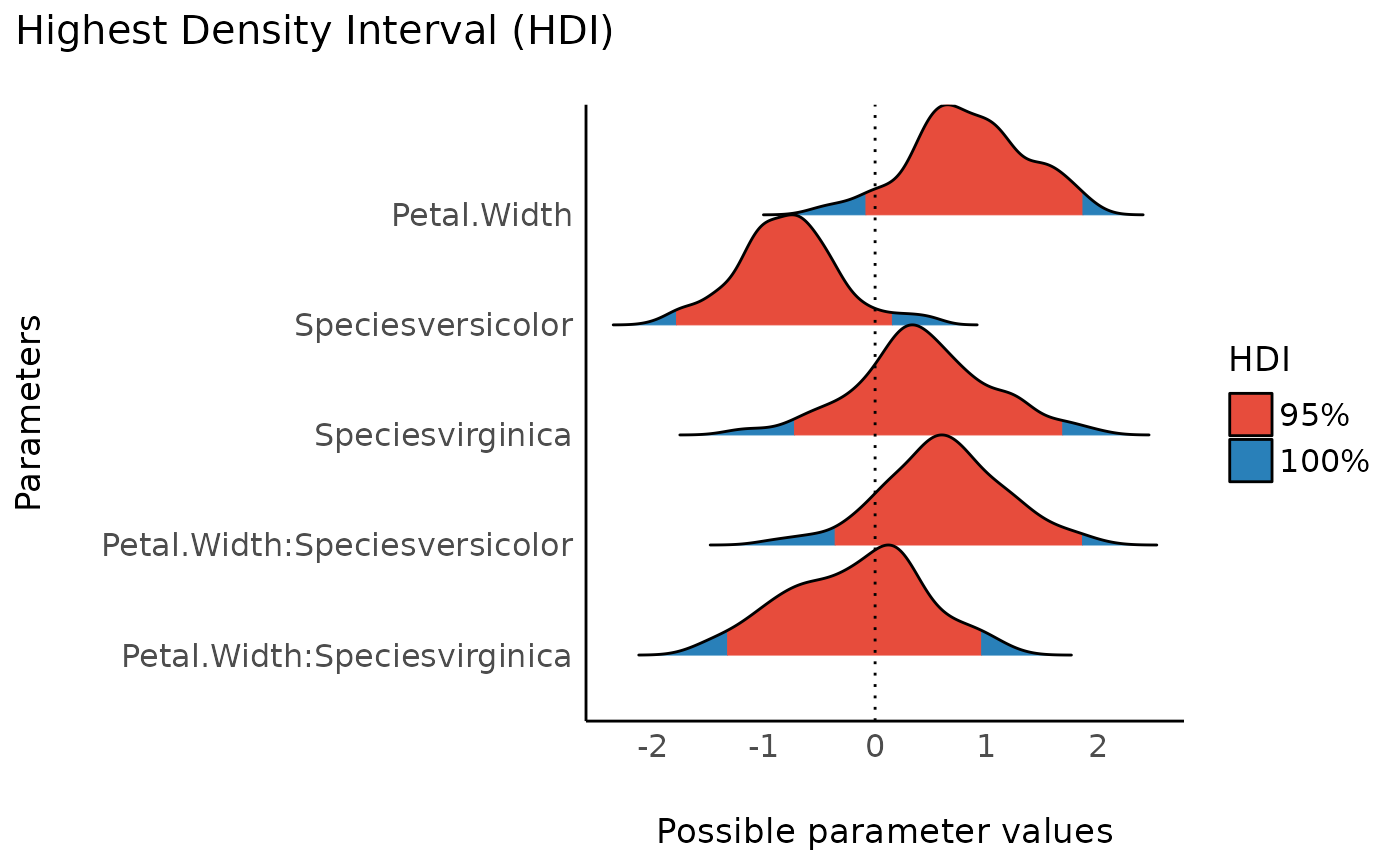 Highest Density Interval (HDI)
Parameters
Petal.Width
Speciesversicolor
Speciesvirginica
Petal.Width:Speciesversicolor
Petal.Width:Speciesvirginica
-2 -1 0 1 2
Possible parameter values
HDI
95%
100%